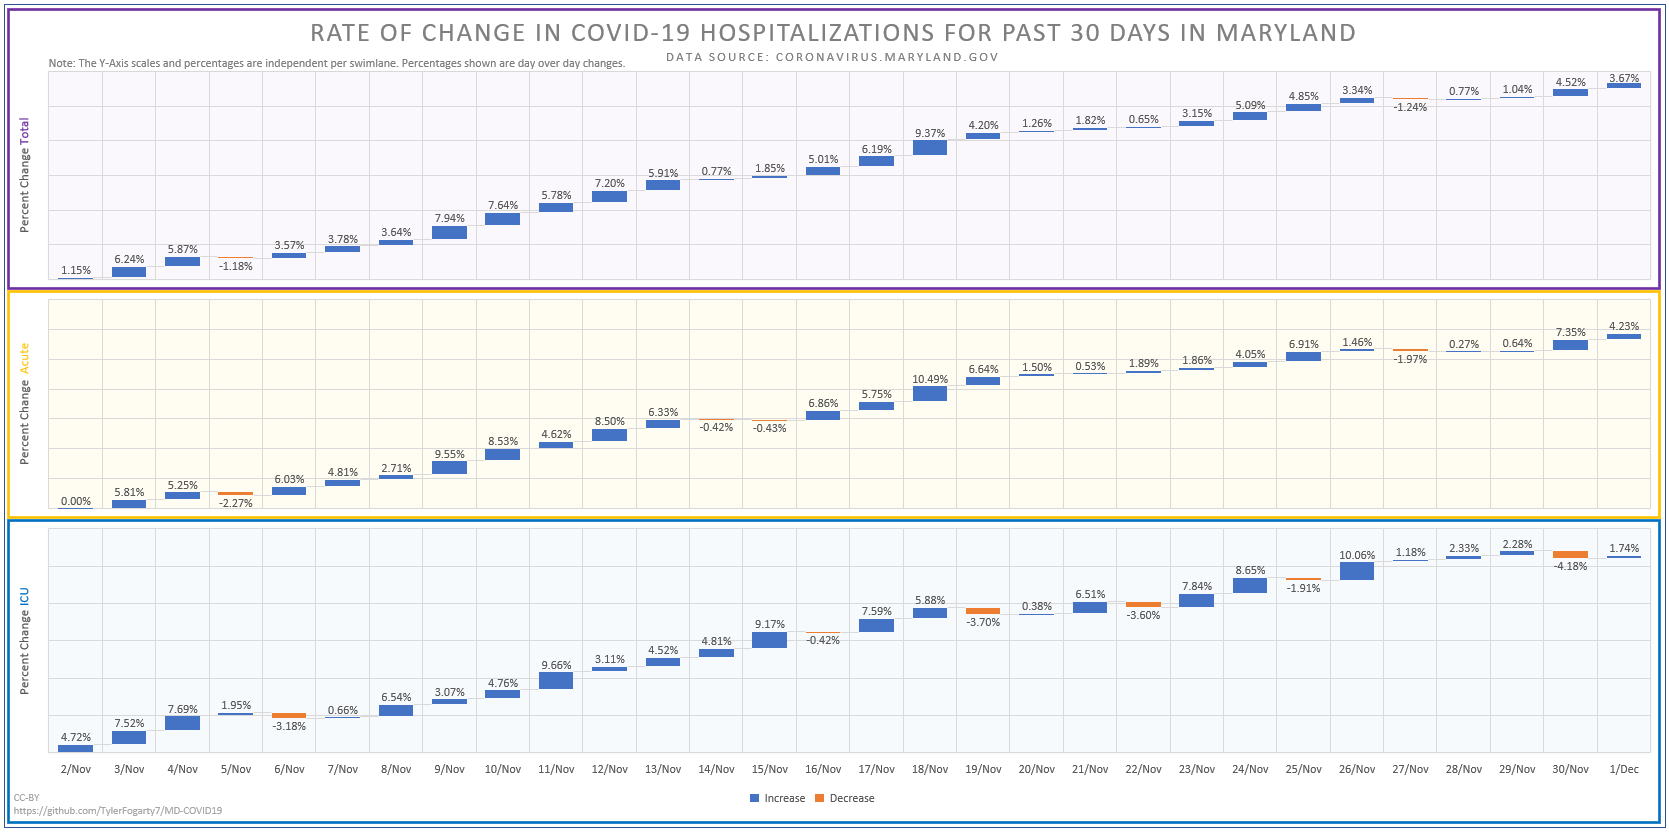 RATE OF CHANGE IN COVID-19 HOSPITALIZATIONS FOR PAST 30 DAYS IN MARYLAND
DATA SOURCE: CORONAVIRUS.MARYLAND.GOV
Note: The Y-Axis scales and percentages are independent per swimlane. Percentages shown are day over day changes.
Percent Change Total
1.15% 6.24% 5.87% -1.18% 3.57% 3.78% 3.64% 7.94% 7.64% 5.78% 7.20% 5.91% 0.77% 1.85% 5.01% 6.19% 9.37% 4.20% 1.26% 1.82% 0.65% 3.15% 5.09% 4.85% 3.34% -1.24% 0.77% 1.04% 4.52% 3.67%
Percent Change Acute
0.00% 5.81% 5.25% -2.27% 6.03% 4.81% 2.71% 9.55% 8.53% 4.62% 8.50% 6.33% -0.42% -0.43% 6.86% 5.75% 10.49% 6.64% 1.50% 0.53% 1.89% 1.86% 4.05% 6.91% 1.46% -1.97% 0.27% 0.64% 7.35% 4.23%
Percent Change ICU
4.72% 7.52% 7.69% 1.95% -3.18% 0.66% 6.54% 3.07% 4.76% 9.66% 3.11% 4.52% 4.81% 9.17% -0.42% 7.59% 5.88% -3.70% 0.38% 6.51% -3.60% 7.84% 8.65% -1.91% 10.06% 1.18% 2.33% 2.28% -4.18% 1.74%
2/Nov 3/Nov 4/Nov 5/Nov 6/Nov 7/Nov 8/Nov 9/Nov 10/Nov 11/Nov 12/Nov 13/Nov 14/Nov 15/Nov 16/Nov 17/Nov 18/Nov 19/Nov 20/Nov 21/Nov 22/Nov 23/Nov 24/Nov 25/Nov 26/Nov 27/Nov 28/Nov 29/Nov 30/Nov 1/Dec
Increase Decrease
CC-BY
https://github.com/TylerFogarty7/MD-COVID19